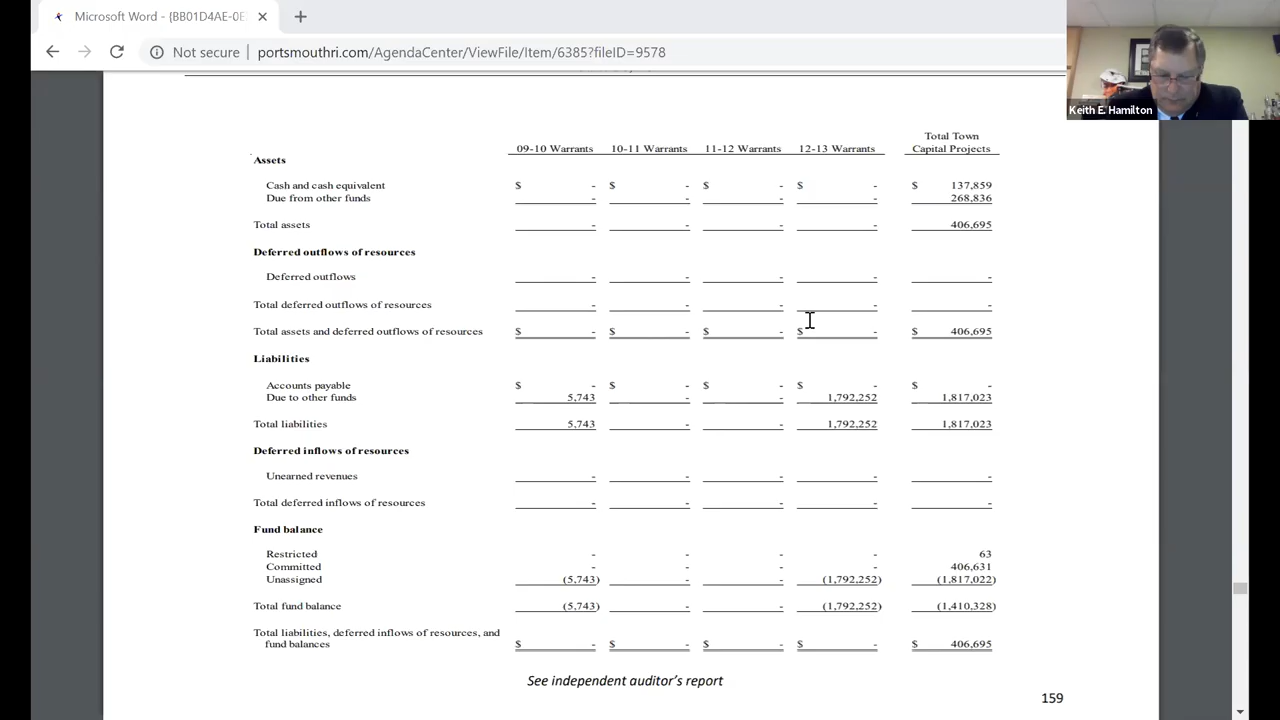 Microsoft Word - {BB01D4AE-0E
Not secure portsmouthri.com/AgendaCenter/ViewFile/Item/6385?fileID=9578
Keith E. Hamilton
Total Town
09-10 Warrants 10-11 Warrants 11-12 Warrants 12-13 Warrants Capital Projects
Assets
Cash and cash equivalent $ - $ - $ - $ - $ 137,859
Due from other funds - - - - 268,836
Total assets - - - - 406,695
Deferred outflows of resources
Deferred outflows - - - - -
Total deferred outflows of resources - - - - -
Total assets and deferred outflows of resources $ - $ - $ - $ - $ 406,695
Liabilities
Accounts payable $ - $ - $ - $ - $ -
Due to other funds 5,743 - - 1,792,252 1,817,023
Total liabilities 5,743 - - 1,792,252 1,817,023
Deferred inflows of resources
Unearned revenues - - - - -
Total deferred inflows of resources - - - - -
Fund balance
Restricted - - - - 63
Committed - - - - 406,631
Unassigned (5,743) - - (1,792,252) (1,817,022)
Total fund balance (5,743) - - (1,792,252) (1,410,328)
Total liabilities, deferred inflows of resources, and
fund balances $ - $ - $ - $ - $ 406,695
See independent auditor's report
159